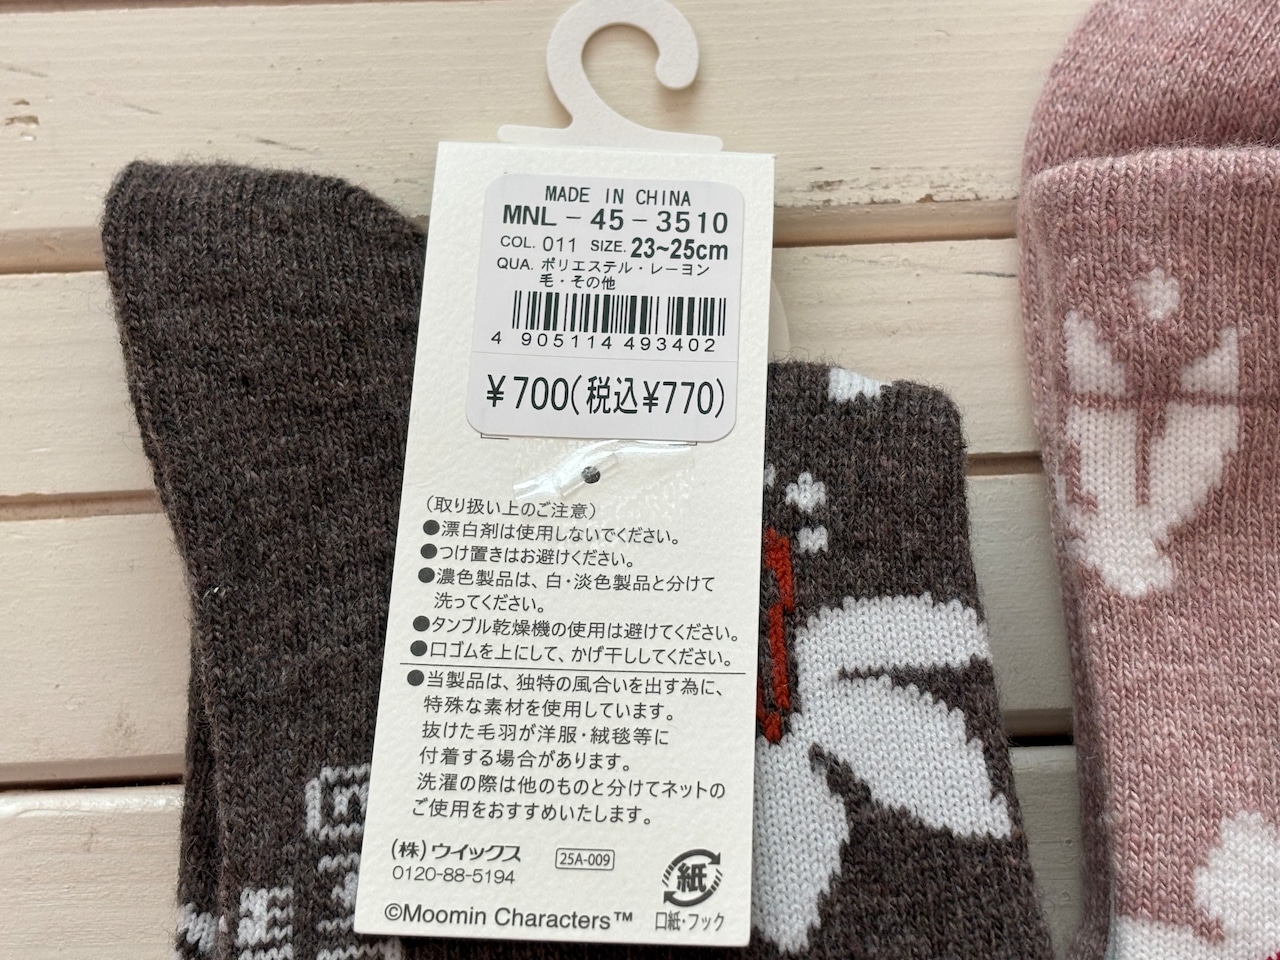 MADE IN CHINA
MNL-45-3510
COL. 011 SIZE. 23~25cm
QUA. ポリエステル・レーヨン
毛・その他
4 905114 493402
¥700(税込¥770)
(取り扱い上のご注意)
●漂白剤は使用しないでください。
●つけ置きはお避けください。
●濃色製品は、白・淡色製品と分けて
洗ってください。
●タンブル乾燥機の使用は避けてください。
●口ゴムを上にして、かげ干ししてください。
●当製品は、独特の風合いを出す為に、
特殊な素材を使用しています。
抜けた毛羽が洋服・絨毯等に
付着する場合があります。
洗濯の際は他のものと分けてネットの
ご使用をおすすめいたします。
(株)ウイックス 25A-009
0120-88-5194
紙
口紙・フック
©Moomin Characters™